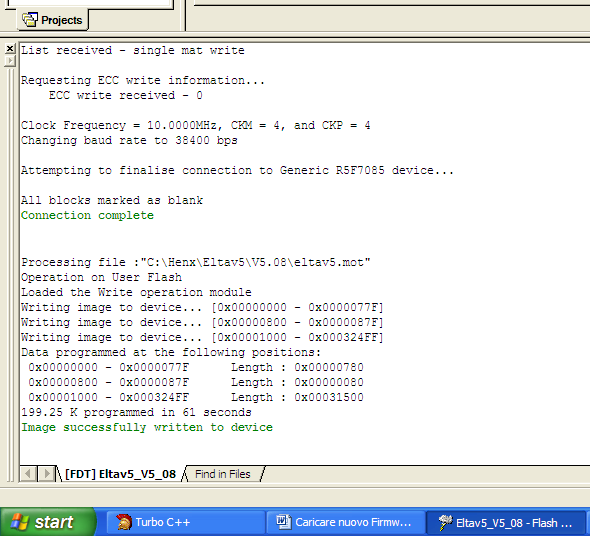 Projects
List received - single mat write
Requesting ECC write information...
ECC write received - 0
Clock Frequency = 10.0000MHz, CKM = 4, and CKP = 4
Changing baud rate to 38400 bps
Attempting to finalise connection to Generic R5F7085 device...
All blocks marked as blank
Connection complete
Processing file :"C:\Henx\Eltav5\V5.08\eltav5.mot"
Operation on User Flash
Loaded the Write operation module
Writing image to device... [0x00000000 - 0x0000077F]
Writing image to device... [0x00000800 - 0x0000087F]
Writing image to device... [0x00001000 - 0x000324FF]
Data programmed at the following positions:
0x00000000 - 0x0000077F Length : 0x00000780
0x00000800 - 0x0000087F Length : 0x00000080
0x00001000 - 0x000324FF Length : 0x00031500
199.25 K programmed in 61 seconds
Image successfully written to device
[FDT] Eltav5_V5_08 Find in Files
start Turbo C++ Caricare nuovo Firmw... Eltav5_V5_08 - Flash ...